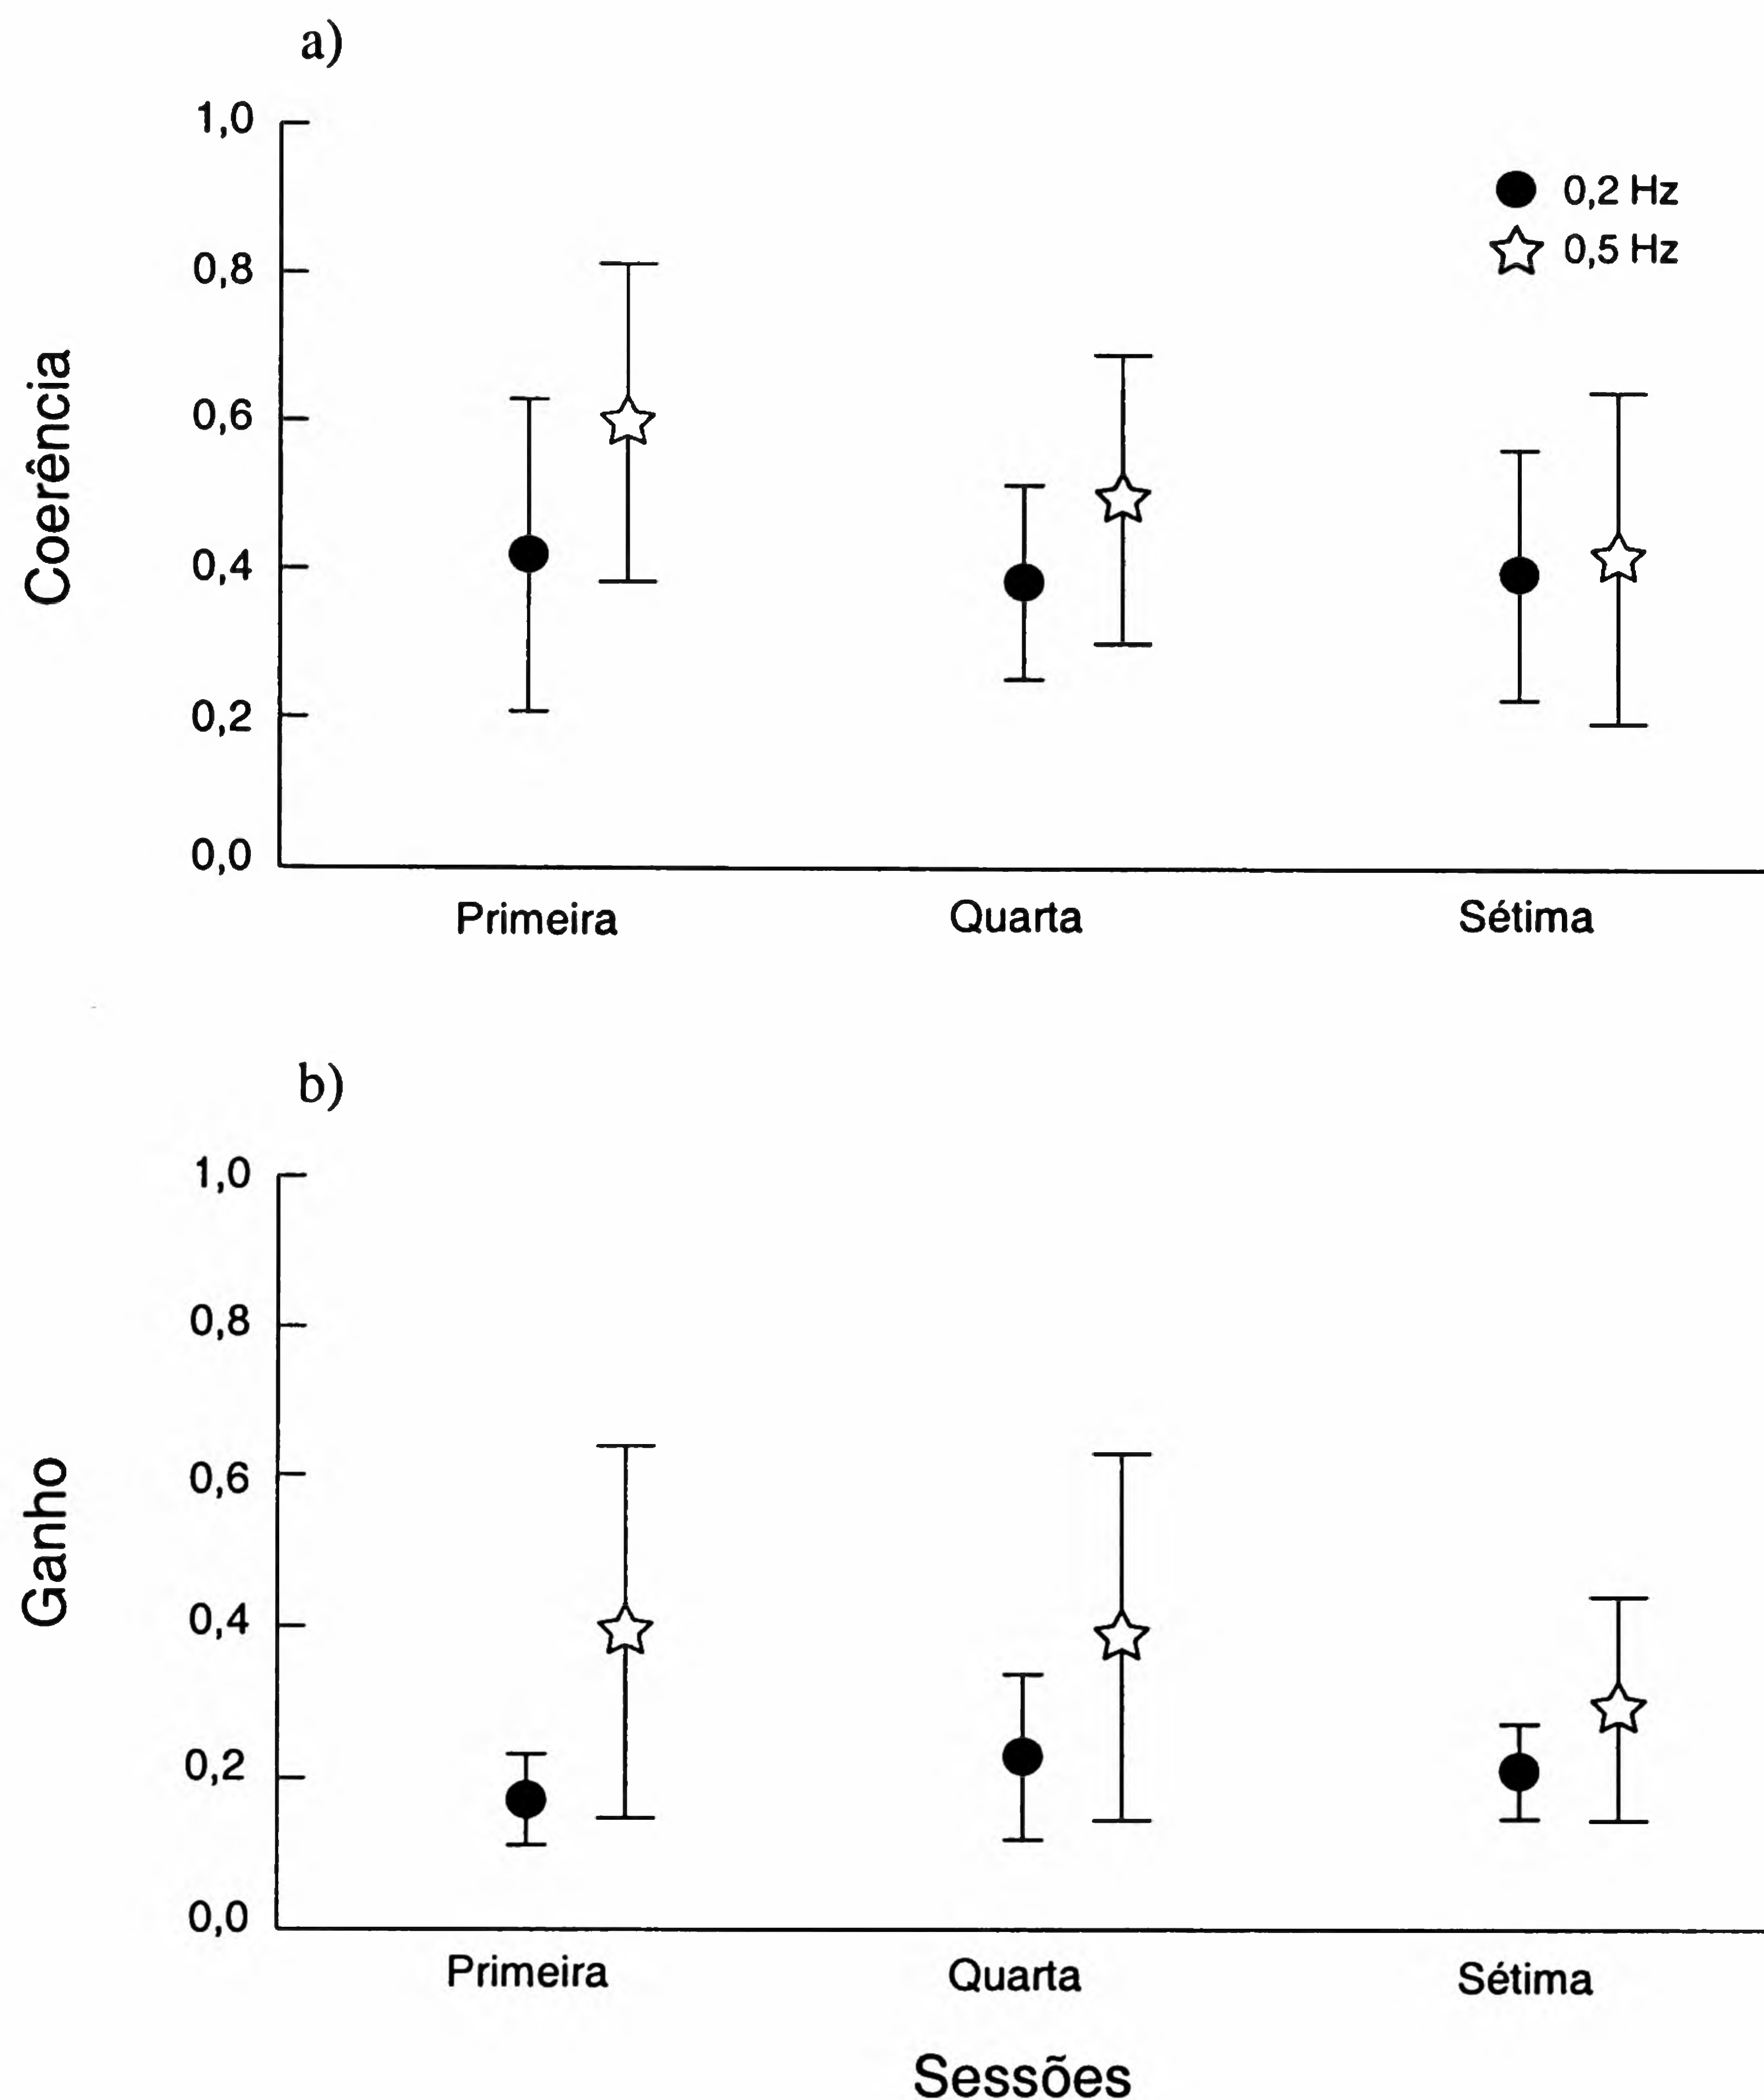 a)
1,0
0,8
0,6
0,4
0,2
0,0
Coerência
0,2 Hz
0,5 Hz
Primeira Quarta Sétima
b)
1,0
0,8
0,6
0,4
0,2
0,0
Ganho
Primeira Quarta Sétima
Sessões